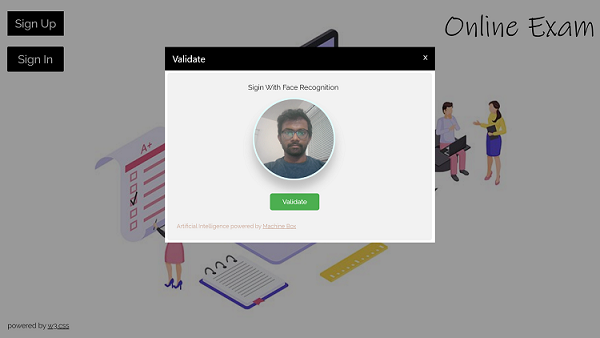 Sign Up
Online Exam
Sign In
Validate
x
Sigin With Face Recognition
A+
Validate
Artificial Intelligence powered by Machine Box
powered by w3.css